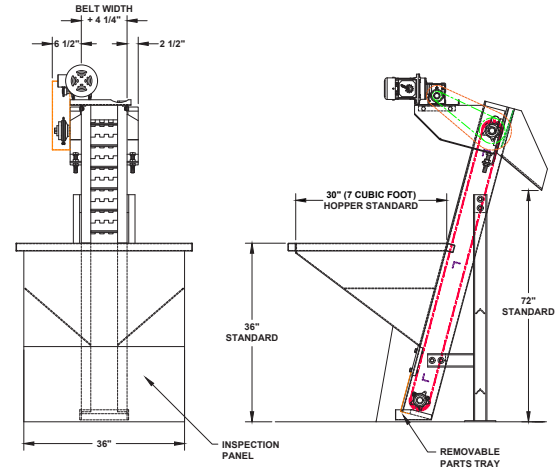 BELT WIDTH
+ 4 1/4"
6 1/2"
2 1/2"
30" (7 CUBIC FOOT)
HOPPER STANDARD
36"
STANDARD
72"
STANDARD
36"
INSPECTION
PANEL
REMOVABLE
PARTS TRAY